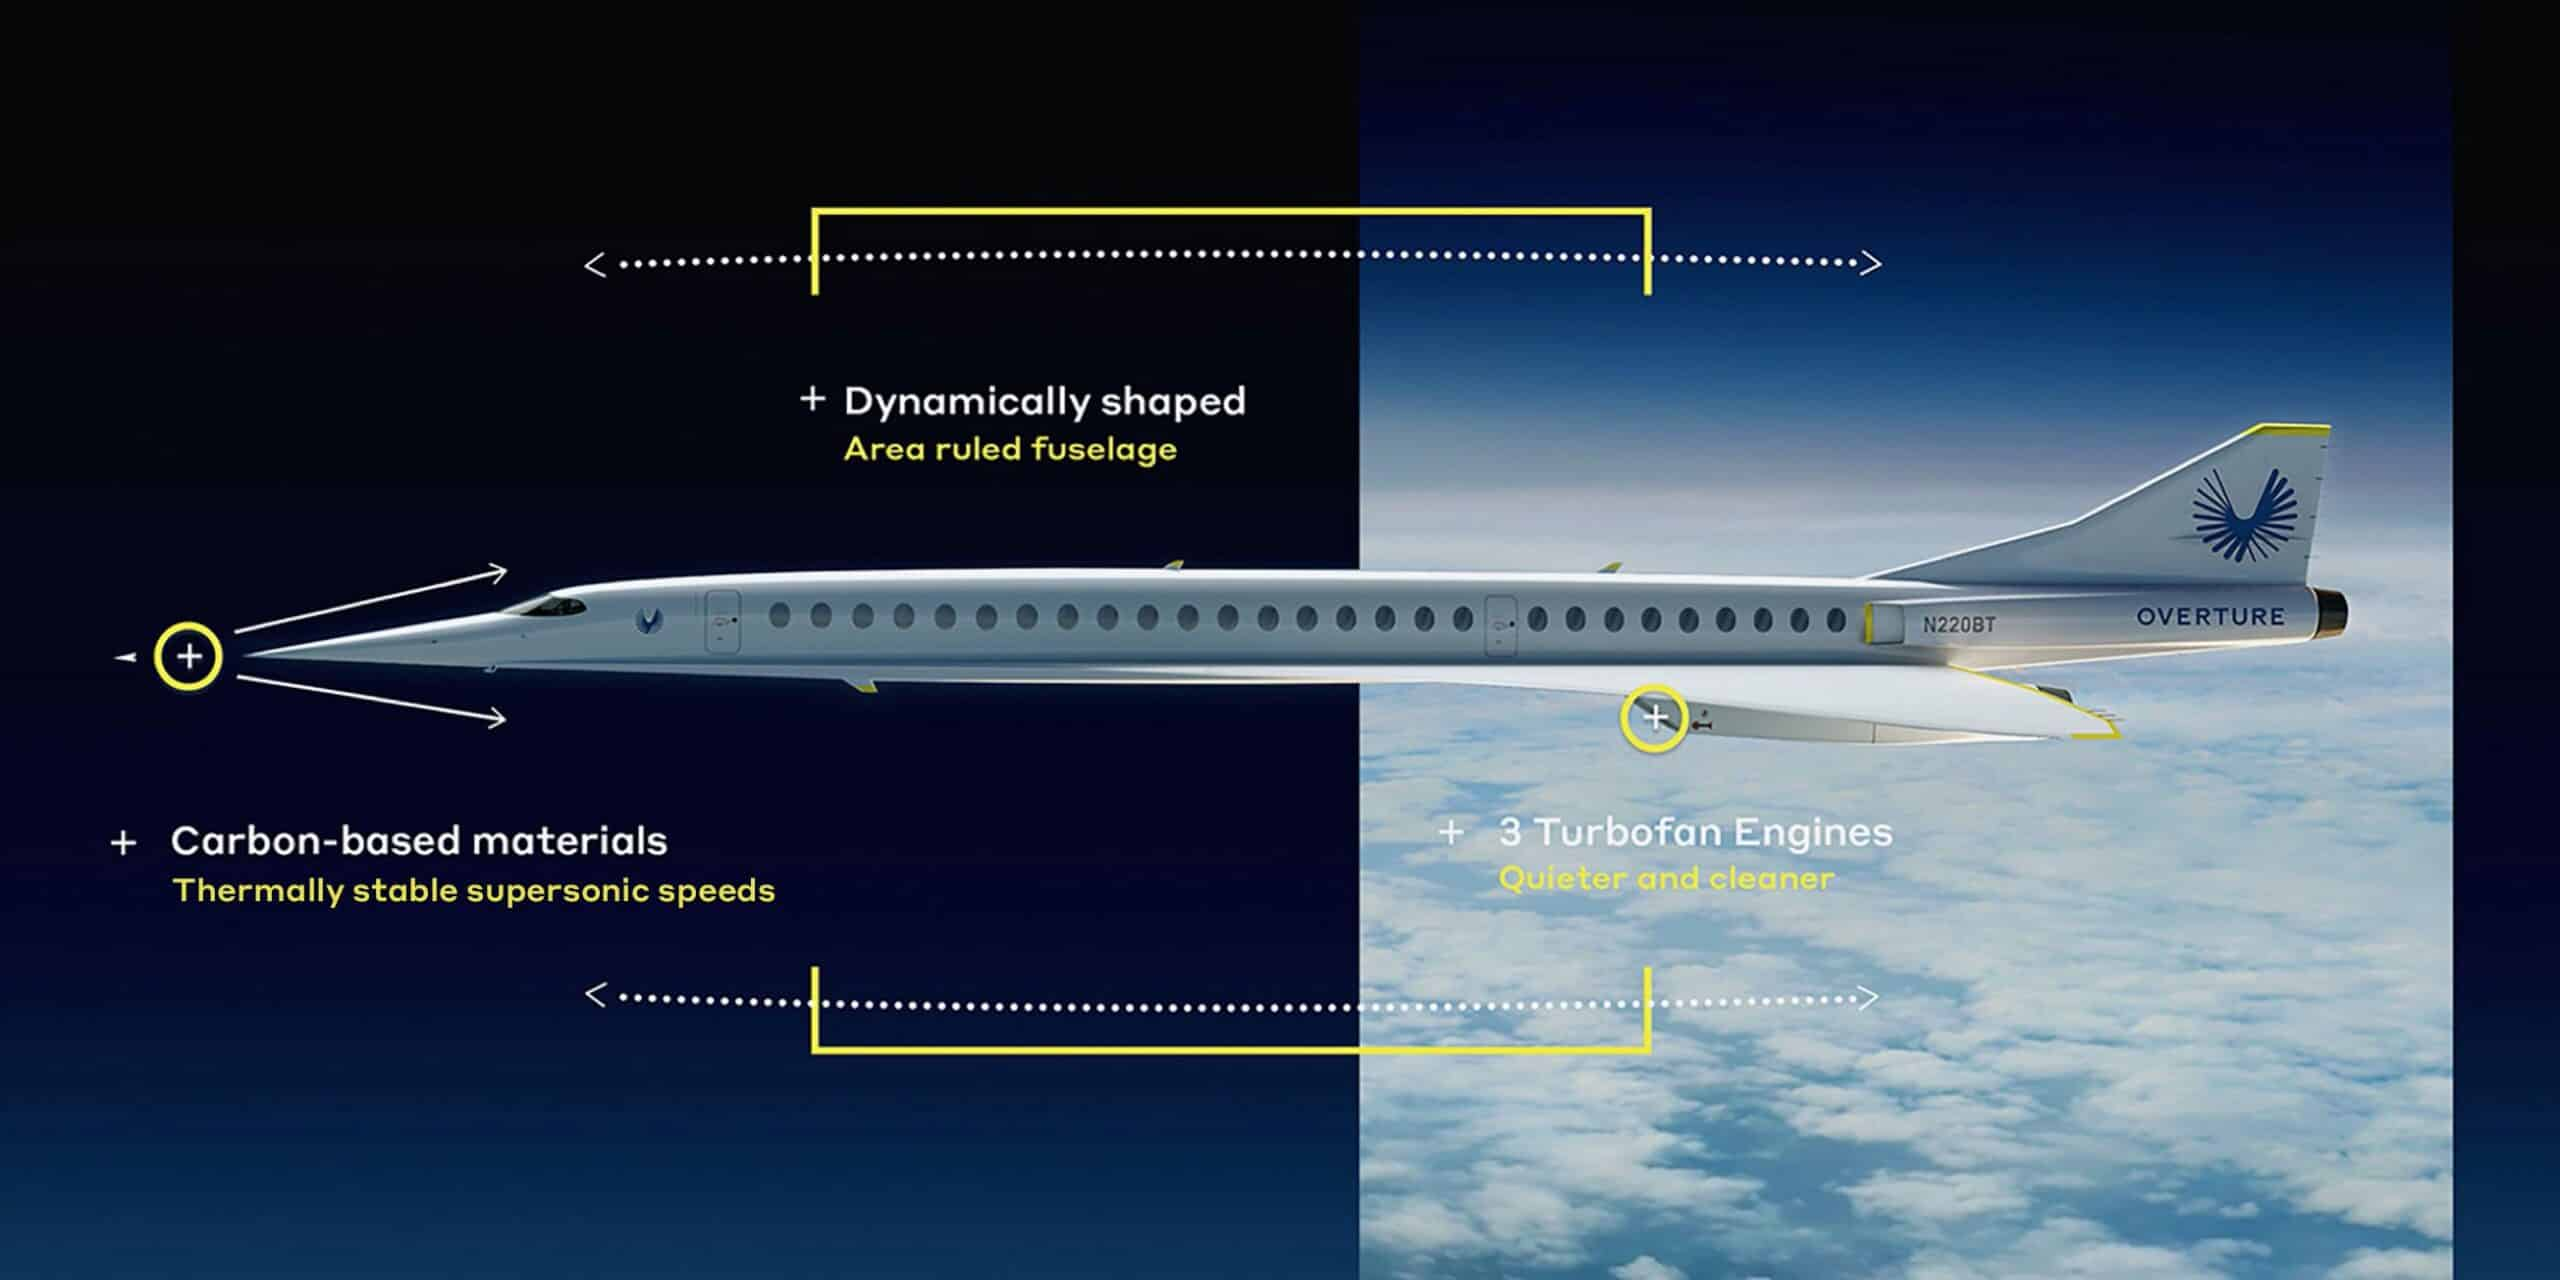 + Dynamically shaped
Area ruled fuselage
N220BT
OVERTURE
+ Carbon-based materials
Thermally stable supersonic speeds
+ 3 Turbofan Engines
Quieter and cleaner